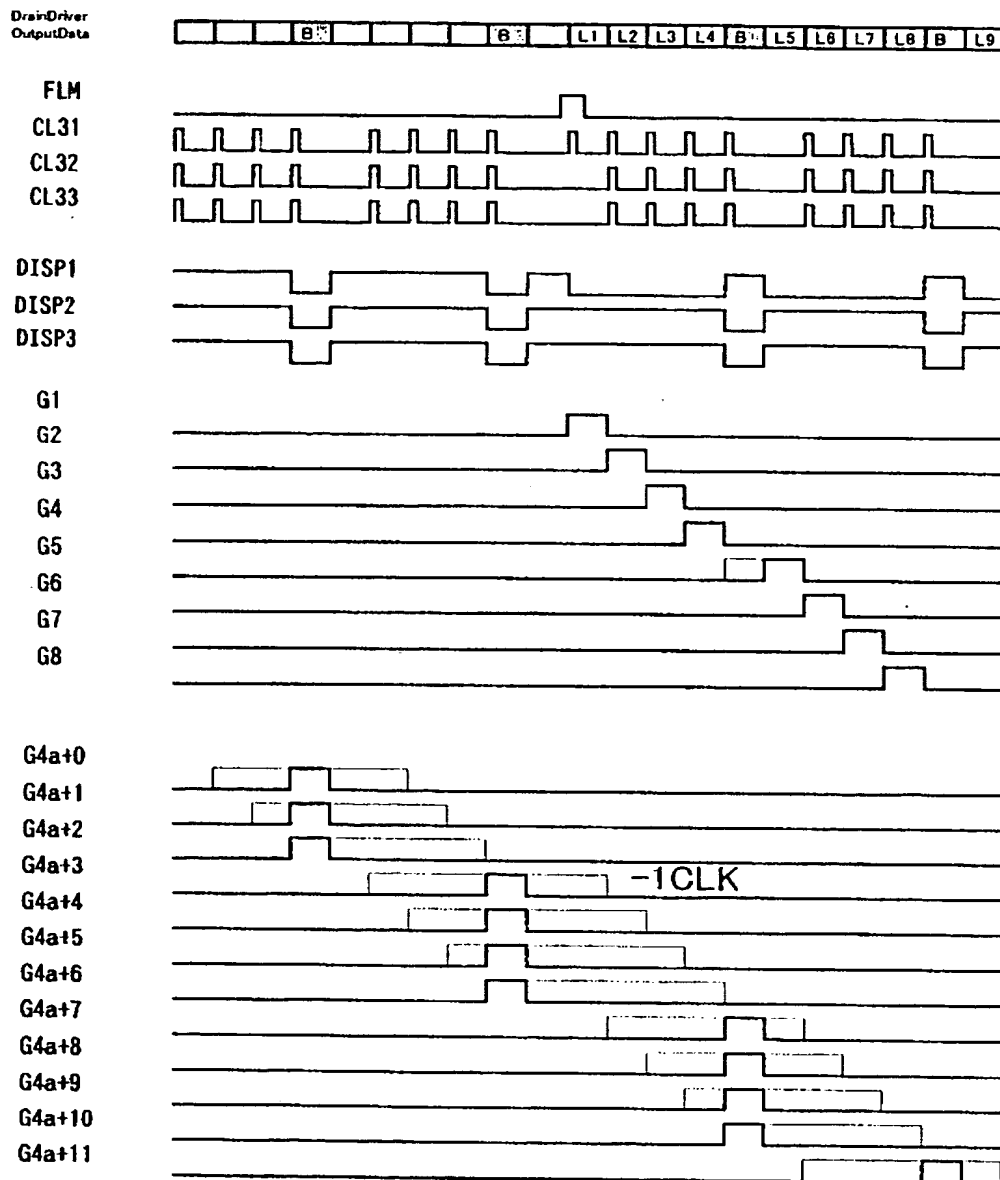 DrainDriver
OutputData
B B L1 L2 L3 L4 B L5 L6 L7 L8 B L9
FLM
CL31
CL32
CL33
DISP1
DISP2
DISP3
G1
G2
G3
G4
G5
G6
G7
G8
G4a+0
G4a+1
G4a+2
G4a+3
-1CLK
G4a+4
G4a+5
G4a+6
G4a+7
G4a+8
G4a+9
G4a+10
G4a+11